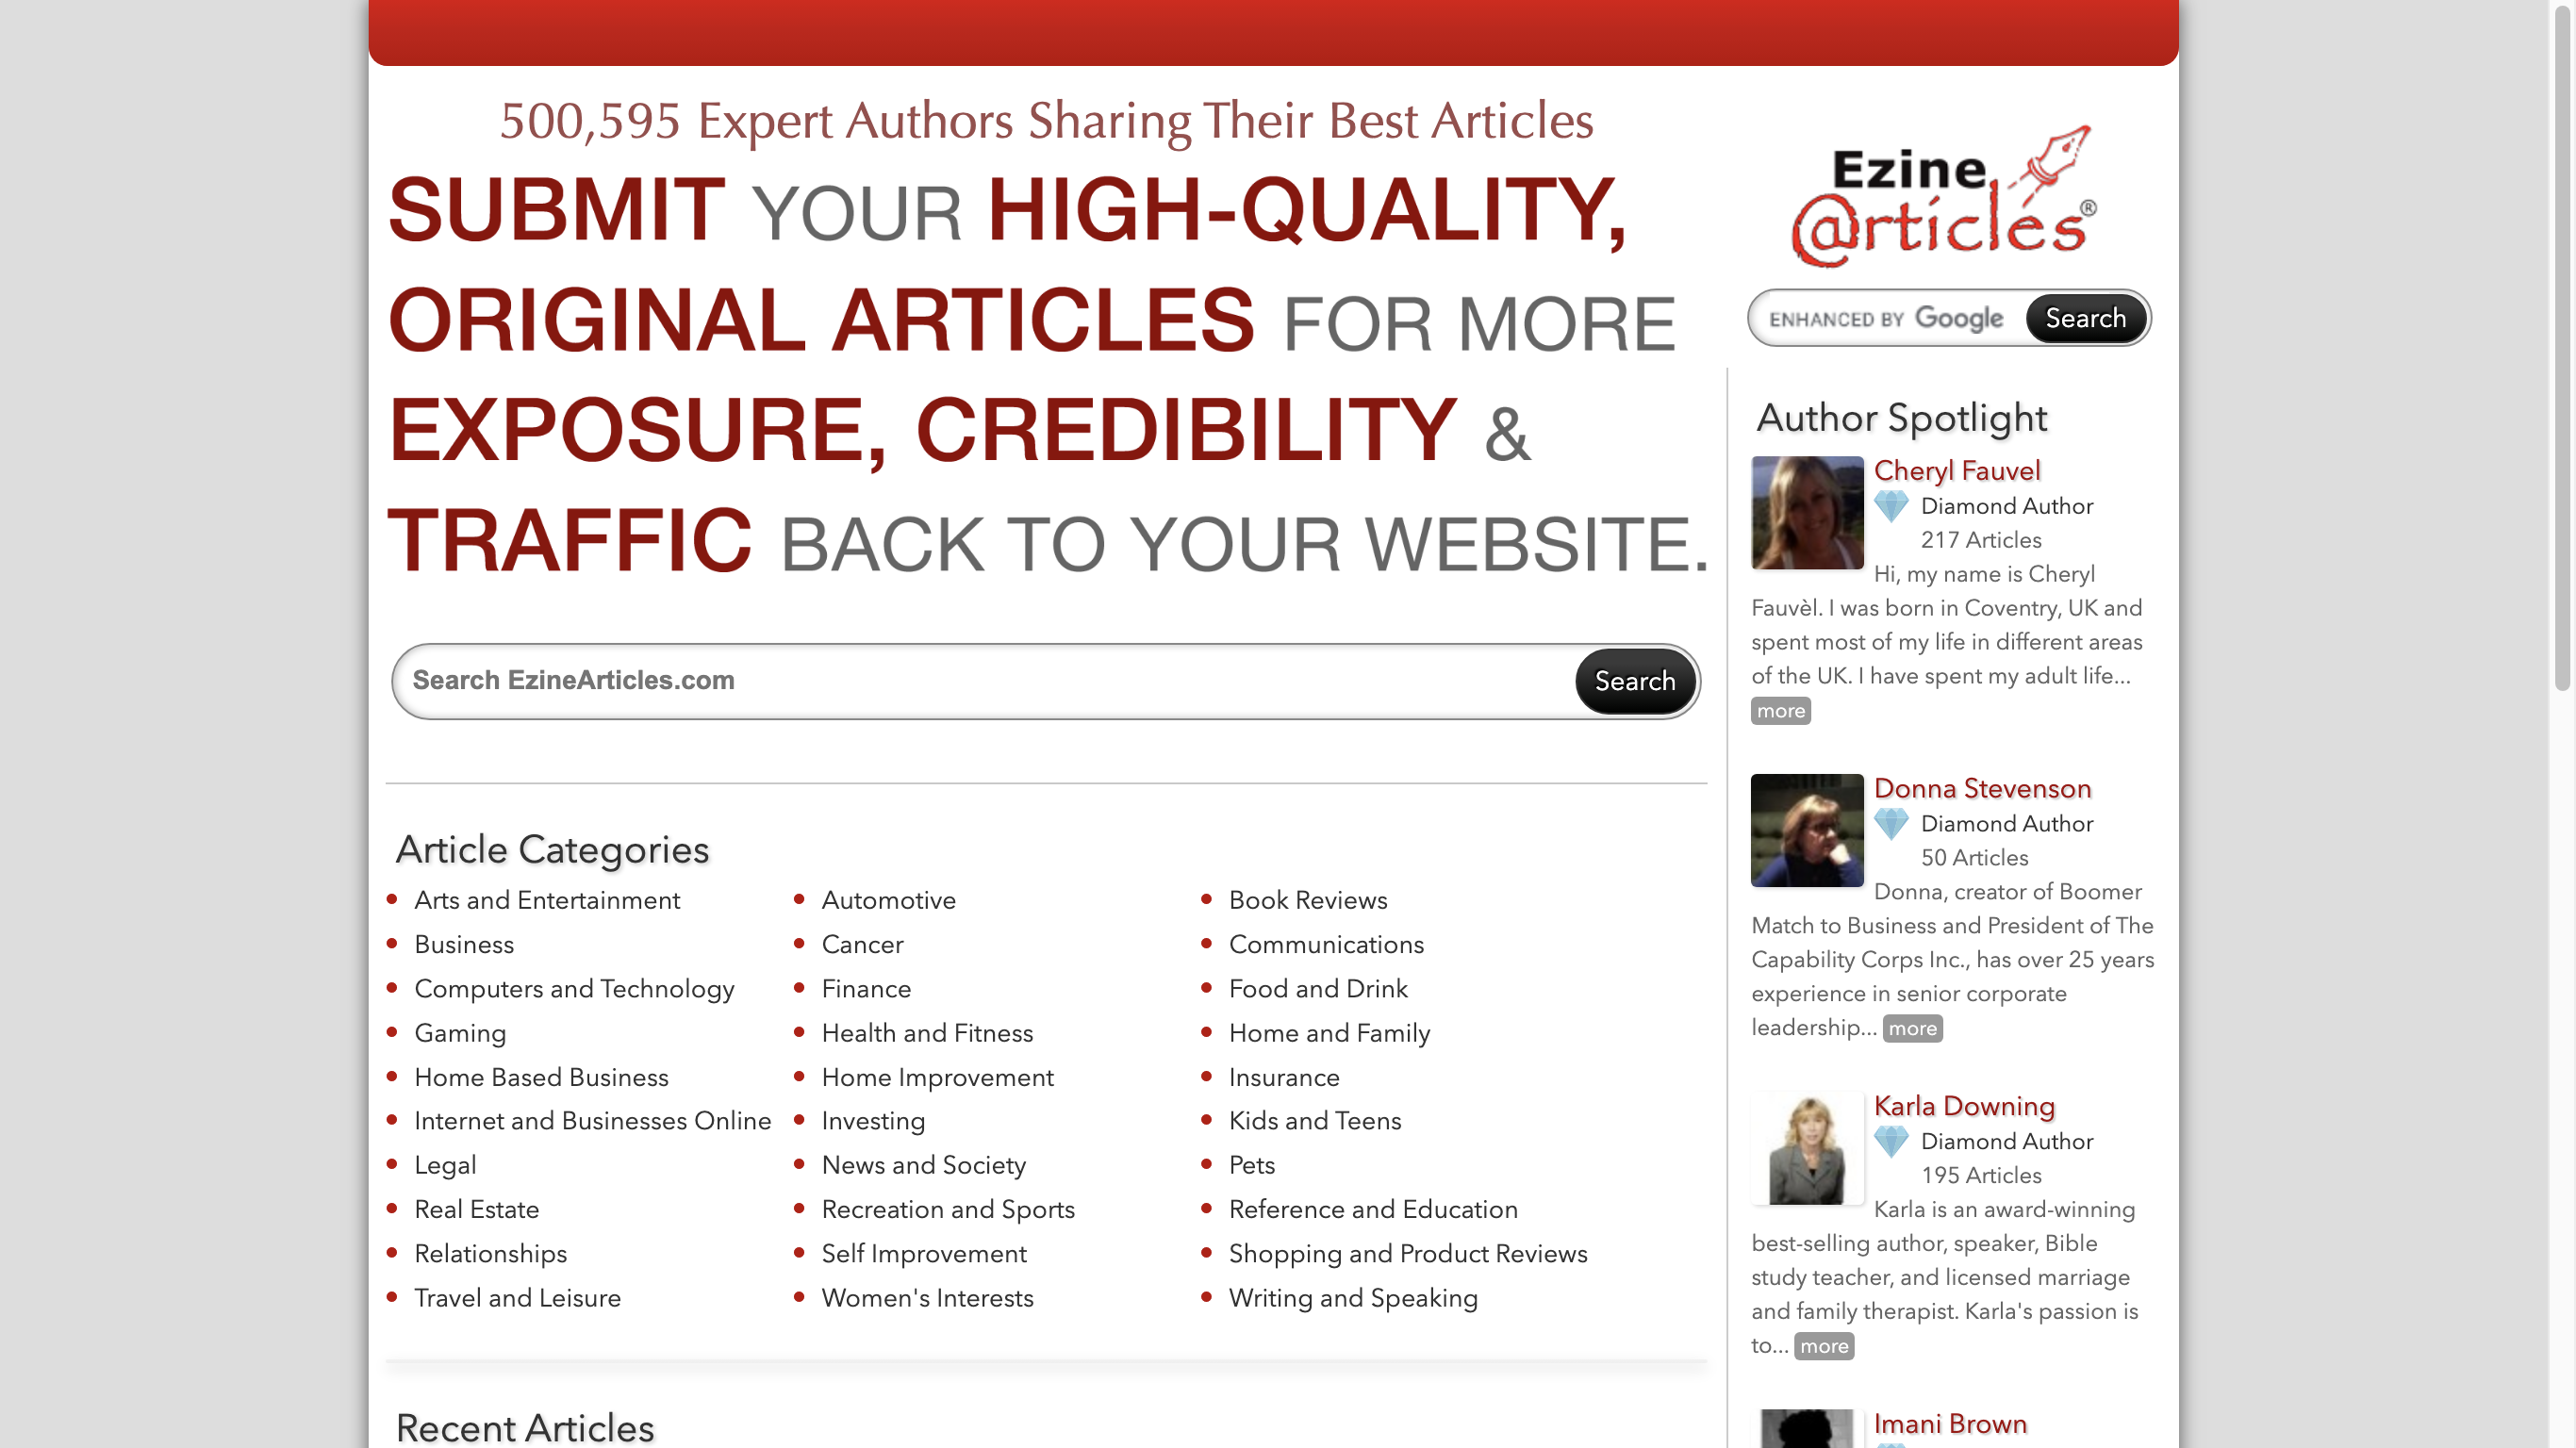 500,595 Expert Authors Sharing Their Best Articles
SUBMIT YOUR HIGH-QUALITY,
ORIGINAL ARTICLES FOR MORE
EXPOSURE, CREDIBILITY &
TRAFFIC BACK TO YOUR WEBSITE.
Search EzineArticles.com
Search
Article Categories
Arts and Entertainment
Automotive
Book Reviews
Business
Cancer
Communications
Computers and Technology
Finance
Food and Drink
Gaming
Health and Fitness
Home and Family
Home Based Business
Home Improvement
Insurance
Internet and Businesses Online
Investing
Kids and Teens
Legal
News and Society
Pets
Real Estate
Recreation and Sports
Reference and Education
Relationships
Self Improvement
Shopping and Product Reviews
Travel and Leisure
Women's Interests
Writing and Speaking
Recent Articles
Ezine
@rticles®
ENHANCED BY Google
Search
Author Spotlight
Cheryl Fauvel
Diamond Author
217 Articles
Hi, my name is Cheryl
Fauvèl. I was born in Coventry, UK and
spent most of my life in different areas
of the UK. I have spent my adult life...
more
Donna Stevenson
Diamond Author
50 Articles
Donna, creator of Boomer
Match to Business and President of The
Capability Corps Inc., has over 25 years
experience in senior corporate
leadership... more
Karla Downing
Diamond Author
195 Articles
Karla is an award-winning
best-selling author, speaker, Bible
study teacher, and licensed marriage
and family therapist. Karla's passion is
to... more
Imani Brown